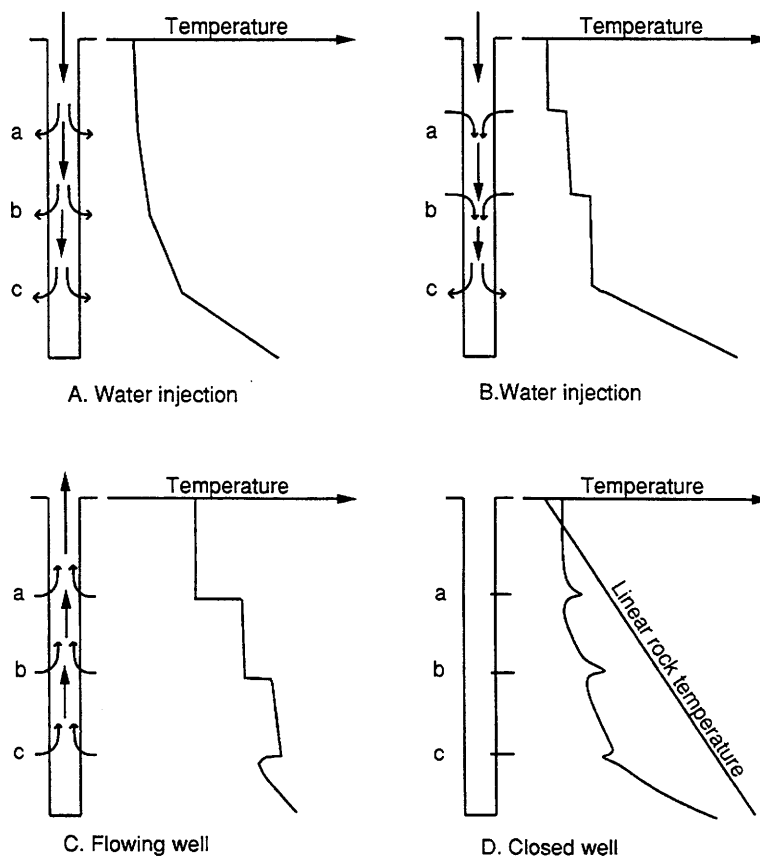 Temperature
a
b
c
A. Water injection
Temperature
a
b
c
B.Water injection
Temperature
a
b
c
C. Flowing well
Temperature
a
b
c
Linear rock temperature
D. Closed well